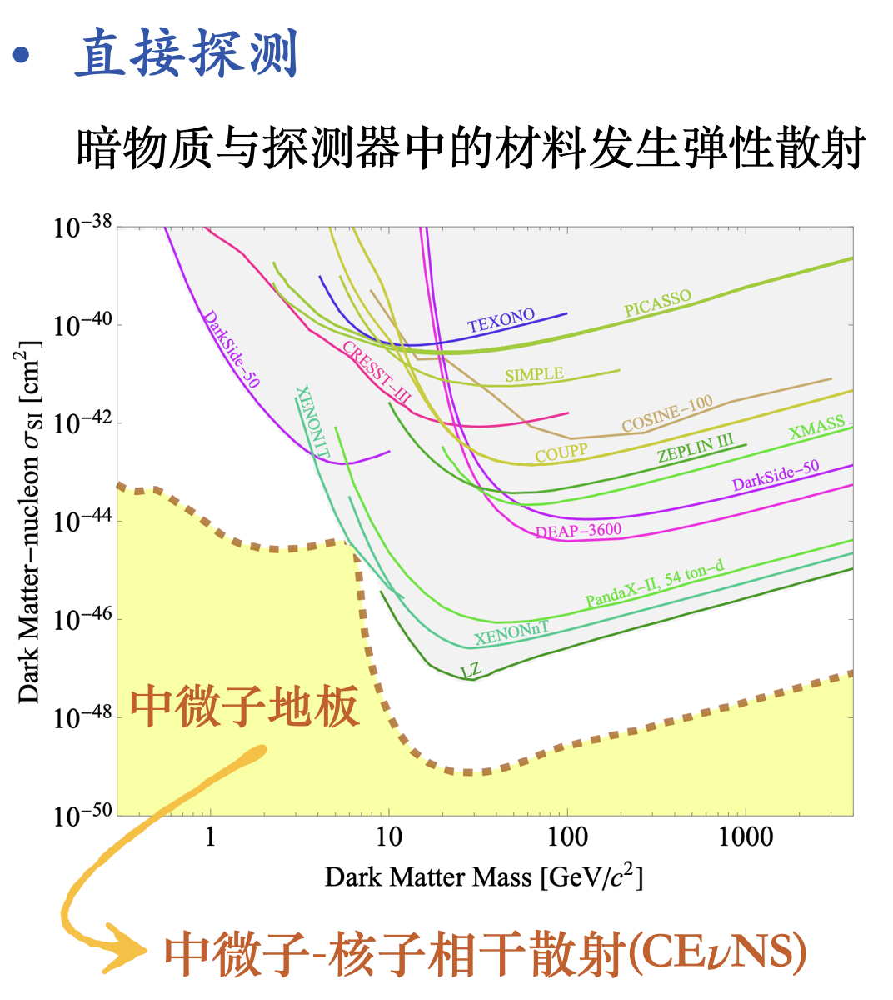 • 直接探测
暗物质与探测器中的材料发生弹性散射
10−38
10−40
10−42
10−44
10−46
10−48
10−50
Dark Matter−nucleon σSI [cm2]
DarkSide−50
XENON1T
CRESST−III
TEXONO
PICASSO
SIMPLE
COSINE−100
COUPP
ZEPLIN III
XMASS
DarkSide−50
DEAP−3600
PandaX−II, 54 ton−d
XENONnT
LZ
中微子地板
1 10 100 1000
Dark Matter Mass [GeV/c2]
中微子-核子相干散射(CEνNS)